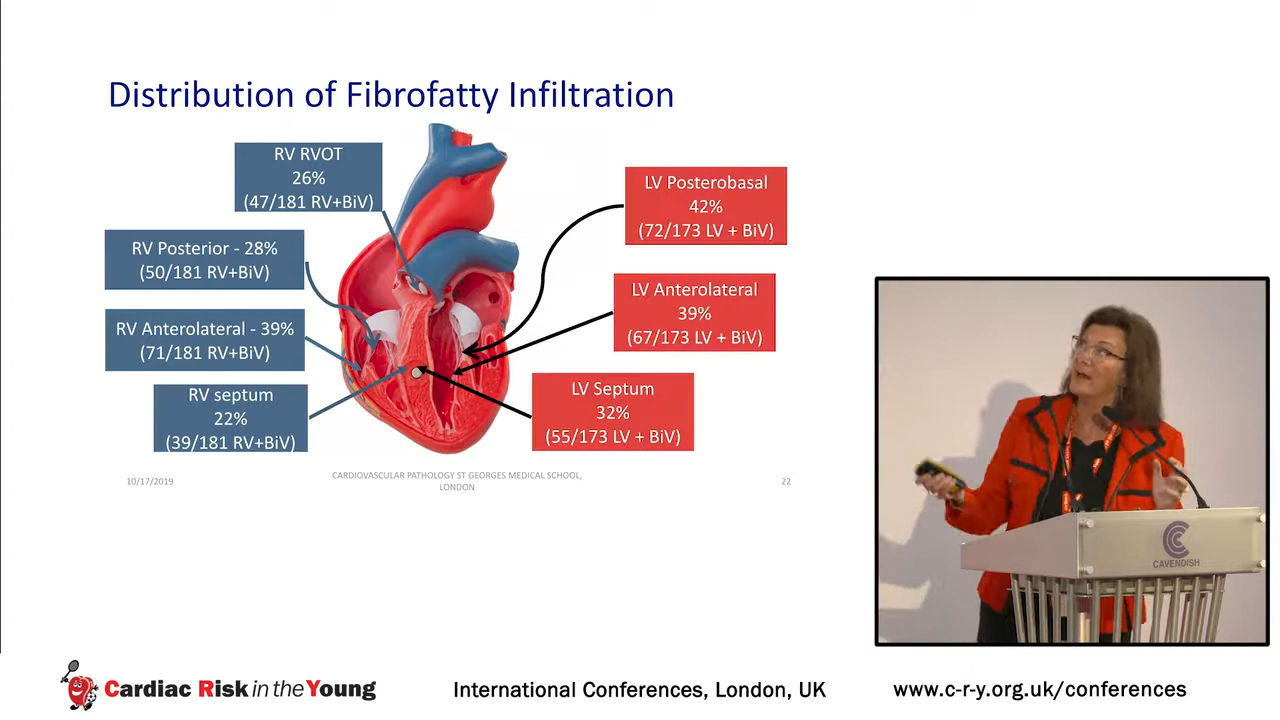 Distribution of Fibrofatty Infiltration
RV RVOT
26%
(47/181 RV+BiV)
RV Posterior - 28%
(50/181 RV+BiV)
RV Anterolateral - 39%
(71/181 RV+BiV)
RV septum
22%
(39/181 RV+BiV)
LV Posterobasal
42%
(72/173 LV + BiV)
LV Anterolateral
39%
(67/173 LV + BiV)
LV Septum
32%
(55/173 LV + BiV)
10/17/2019
CARDIOVASCULAR PATHOLOGY ST GEORGES MEDICAL SCHOOL,
LONDON
22
CAVENDISH
Cardiac Risk in the Young
International Conferences, London, UK
www.c-r-y.org.uk/conferences